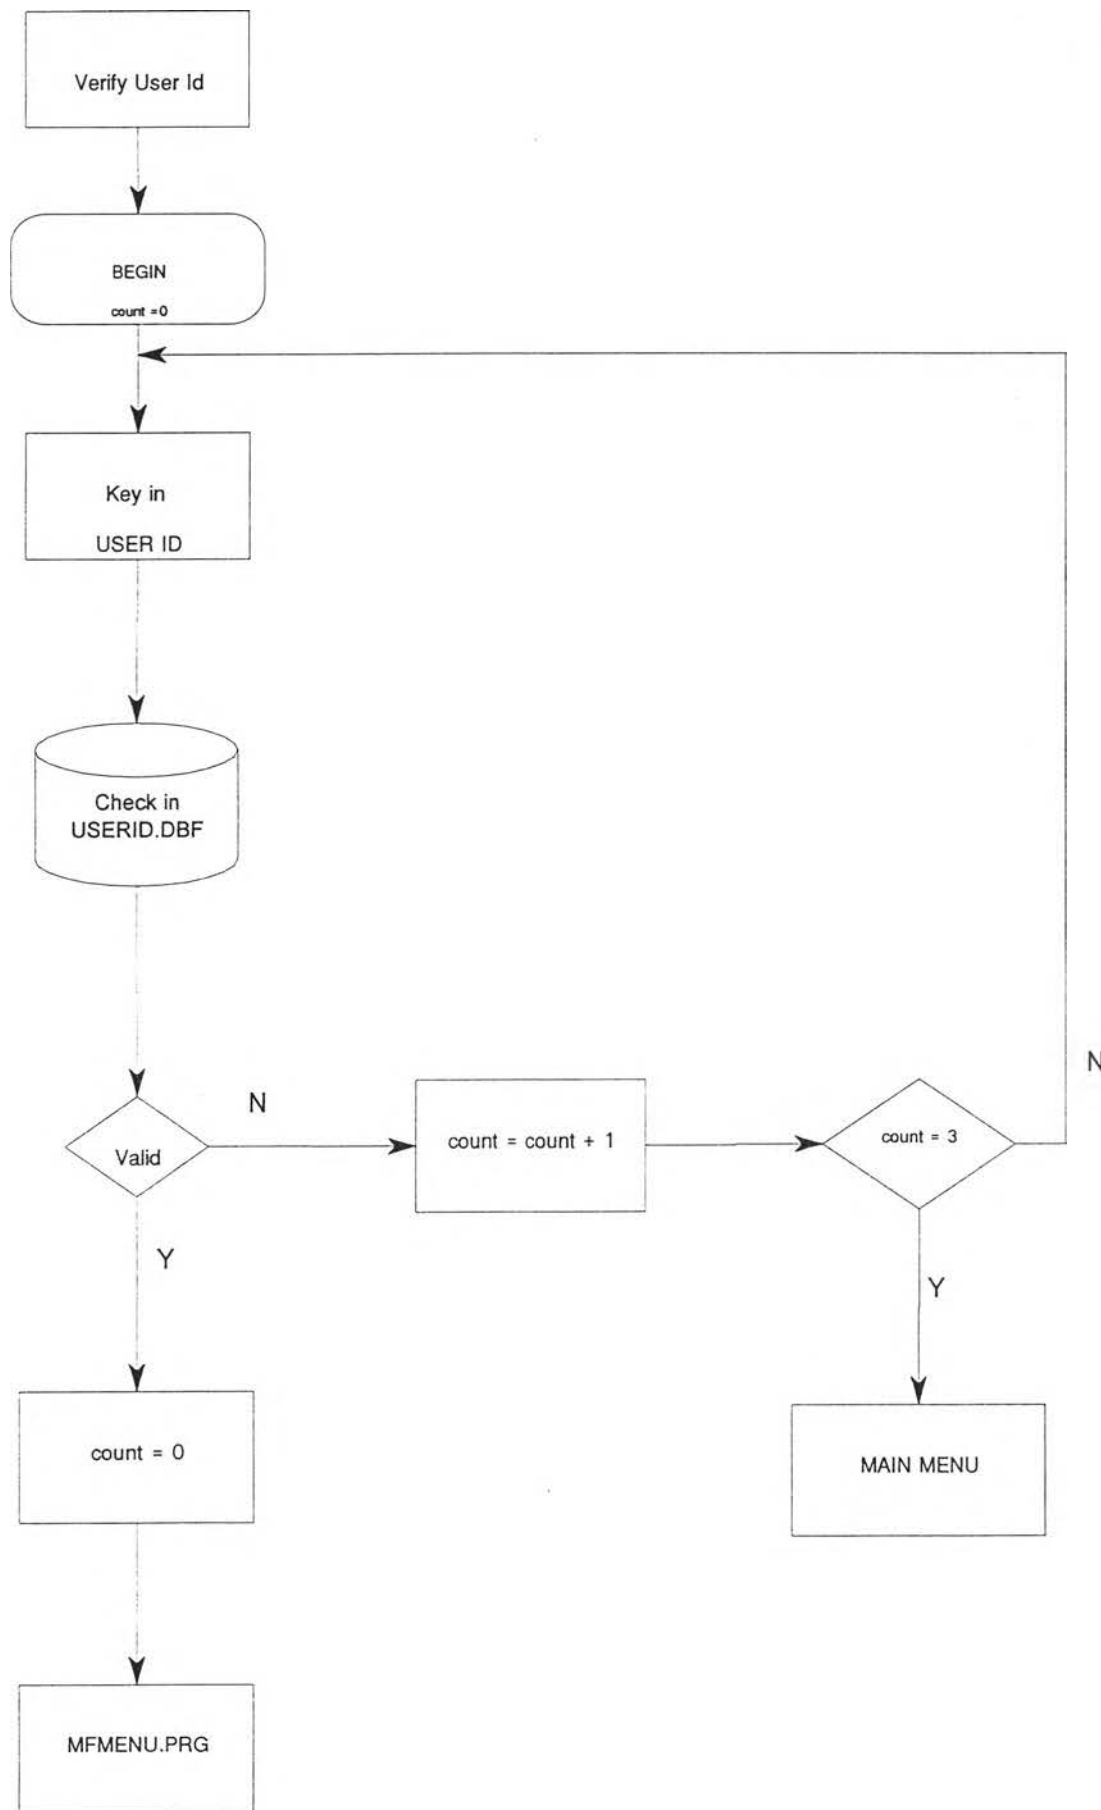 Verify User Id
BEGIN
count =0
Key in
USER ID
Check in
USERID.DBF
N
N
count = count + 1
count = 3
Valid
Y
Y
count = 0
MAIN MENU
MFMENU.PRG